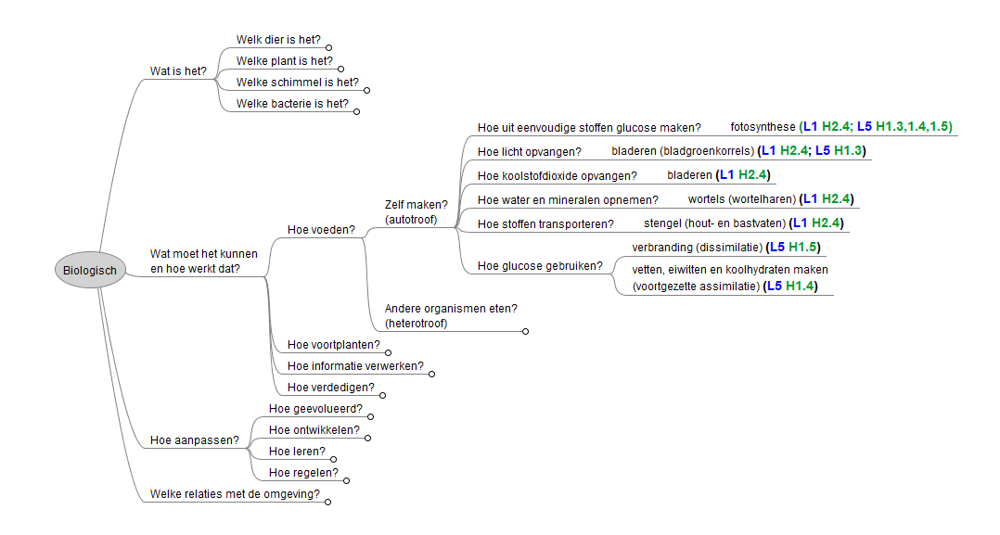 Biologisch
Wat is het?
Welk dier is het?
Welke plant is het?
Welke schimmel is het?
Welke bacterie is het?
Wat moet het kunnen
en hoe werkt dat?
Hoe voeden?
Zelf maken?
(autotroof)
Hoe uit eenvoudige stoffen glucose maken? fotosynthese (L1 H2.4; L5 H1.3,1.4,1.5)
Hoe licht opvangen? bladeren (bladgroenkorrels) (L1 H2.4; L5 H1.3)
Hoe koolstofdioxide opvangen? bladeren (L1 H2.4)
Hoe water en mineralen opnemen? wortels (wortelharen) (L1 H2.4)
Hoe stoffen transporteren? stengel (hout- en bastvaten) (L1 H2.4)
Hoe glucose gebruiken?
verbranding (dissimilatie) (L5 H1.5)
vetten, eiwitten en koolhydraten maken
(voortgezette assimilatie) (L5 H1.4)
Andere organismen eten?
(heterotroof)
Hoe voortplanten?
Hoe informatie verwerken?
Hoe verdedigen?
Hoe aanpassen?
Hoe geevolueerd?
Hoe ontwikkelen?
Hoe leren?
Hoe regelen?
Welke relaties met de omgeving?